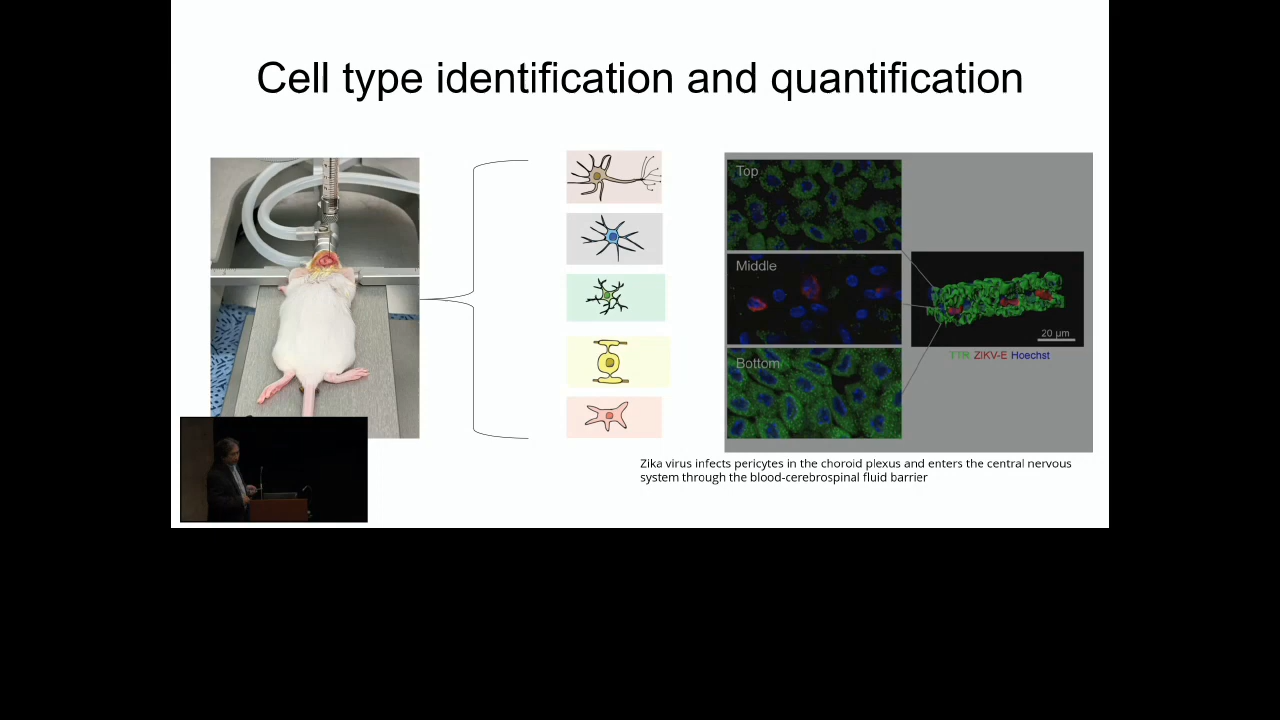 Cell type identification and quantification
Top
Middle
Bottom
20 µm
TTR ZIKV-E Hoechst
Zika virus infects pericytes in the choroid plexus and enters the central nervous
system through the blood-cerebrospinal fluid barrier